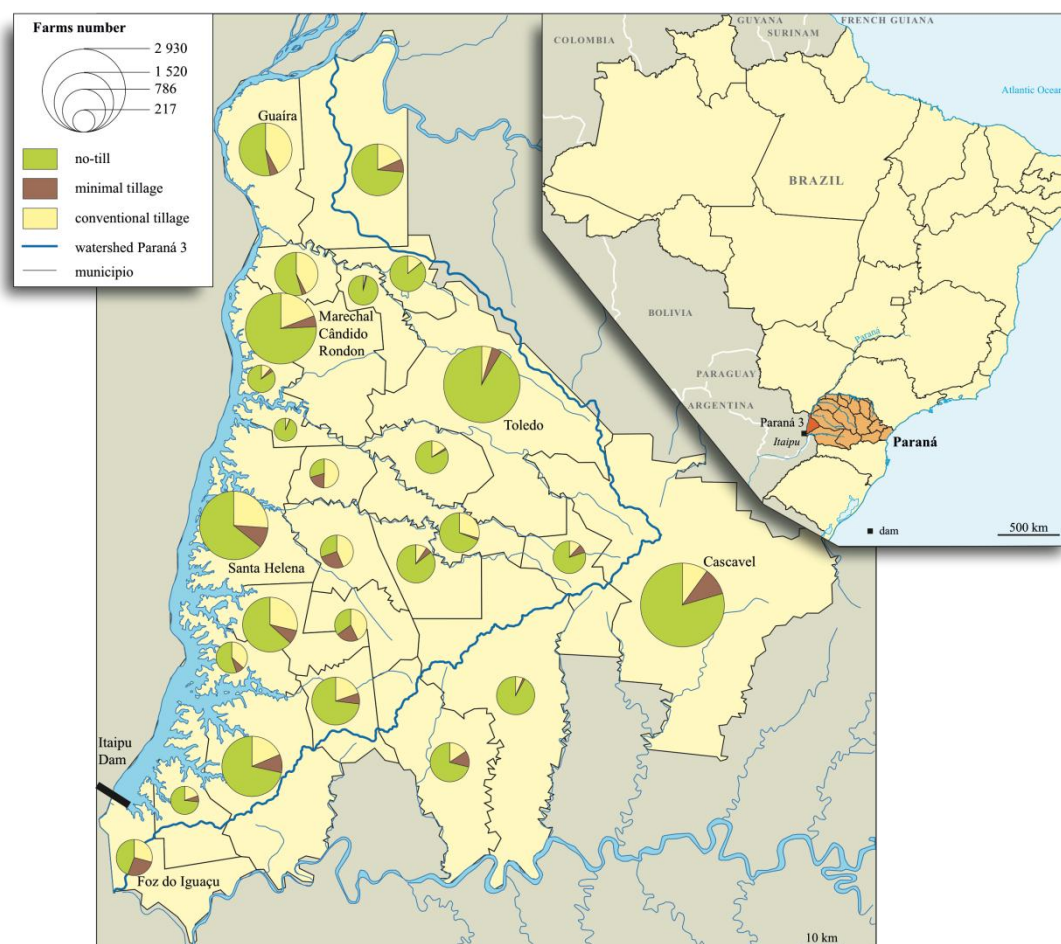 Farms number
2 930
1 520
786
217
no-till
minimal tillage
conventional tillage
watershed Paraná 3
municipio
Guaíra
Marechal
Cândido
Rondon
Toledo
Santa Helena
Cascavel
Itaipu
Dam
Foz do Iguaçu
10 km
GUYANA
FRENCH GUIANA
SURINAM
COLOMBIA
Atlantic Ocean
BRAZIL
BOLIVIA
Paraná
PARAGUAY
ARGENTINA
Paraná 3
Itaipu
Paraná
dam
500 km